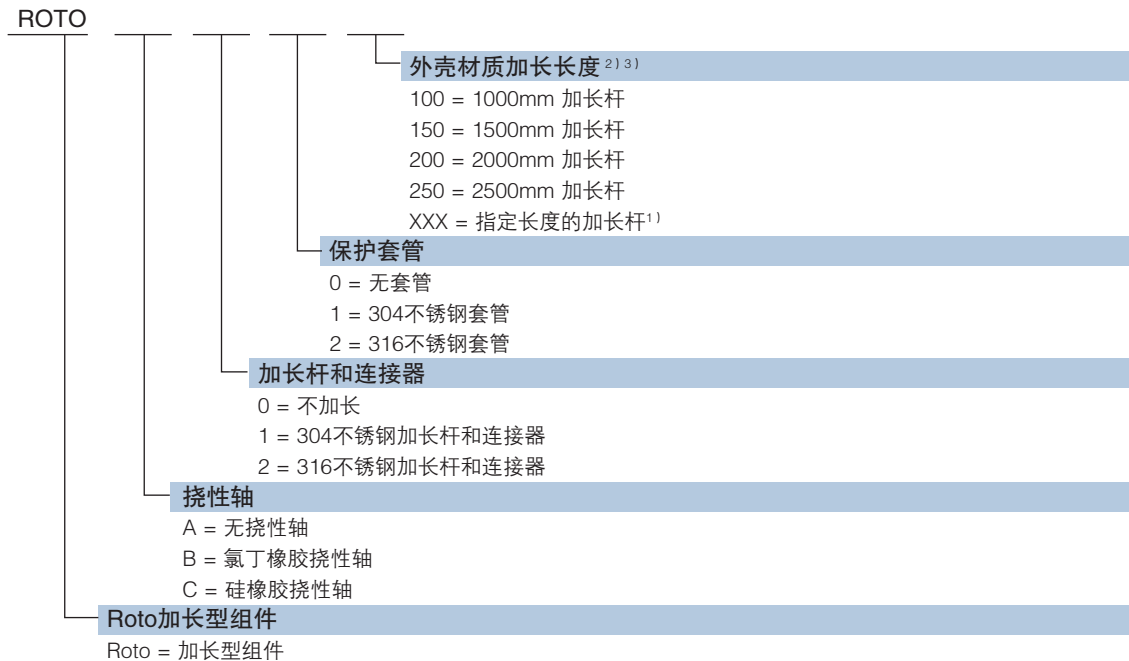 ROTO
外壳材质加长长度 2) 3)
100 = 1000mm 加长杆
150 = 1500mm 加长杆
200 = 2000mm 加长杆
250 = 2500mm 加长杆
XXX = 指定长度的加长杆1)
保护套管
0 = 无套管
1 = 304不锈钢套管
2 = 316不锈钢套管
加长杆和连接器
0 = 不加长
1 = 304不锈钢加长杆和连接器
2 = 316不锈钢加长杆和连接器
挠性轴
A = 无挠性轴
B = 氯丁橡胶挠性轴
C = 硅橡胶挠性轴
Roto加长型组件
Roto = 加长型组件